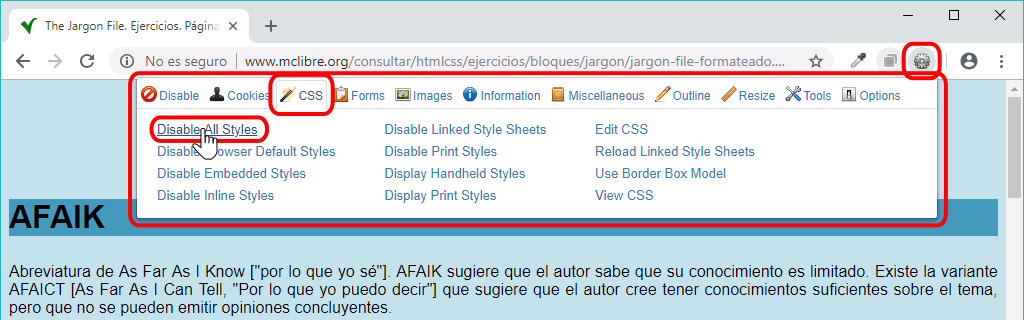 The Jargon File. Ejercicios. Página
No es seguro | www.mclibre.org/consultar/htmlcss/ejercicios/bloques/jargon/jargon-file-formateado....
Disable Cookies CSS Forms Images Information Miscellaneous Outline Resize Tools Options
Disable All Styles Disable Linked Style Sheets Edit CSS
Disable Browser Default Styles Disable Print Styles Reload Linked Style Sheets
Disable Embedded Styles Display Handheld Styles Use Border Box Model
Disable Inline Styles Display Print Styles View CSS
AFAIK
Abreviatura de As Far As I Know ["por lo que yo sé"]. AFAIK sugiere que el autor sabe que su conocimiento es limitado. Existe la variante
AFAICT [As Far As I Can Tell, "Por lo que yo puedo decir"] que sugiere que el autor cree tener conocimientos suficientes sobre el tema,
pero que no se pueden emitir opiniones concluyentes.